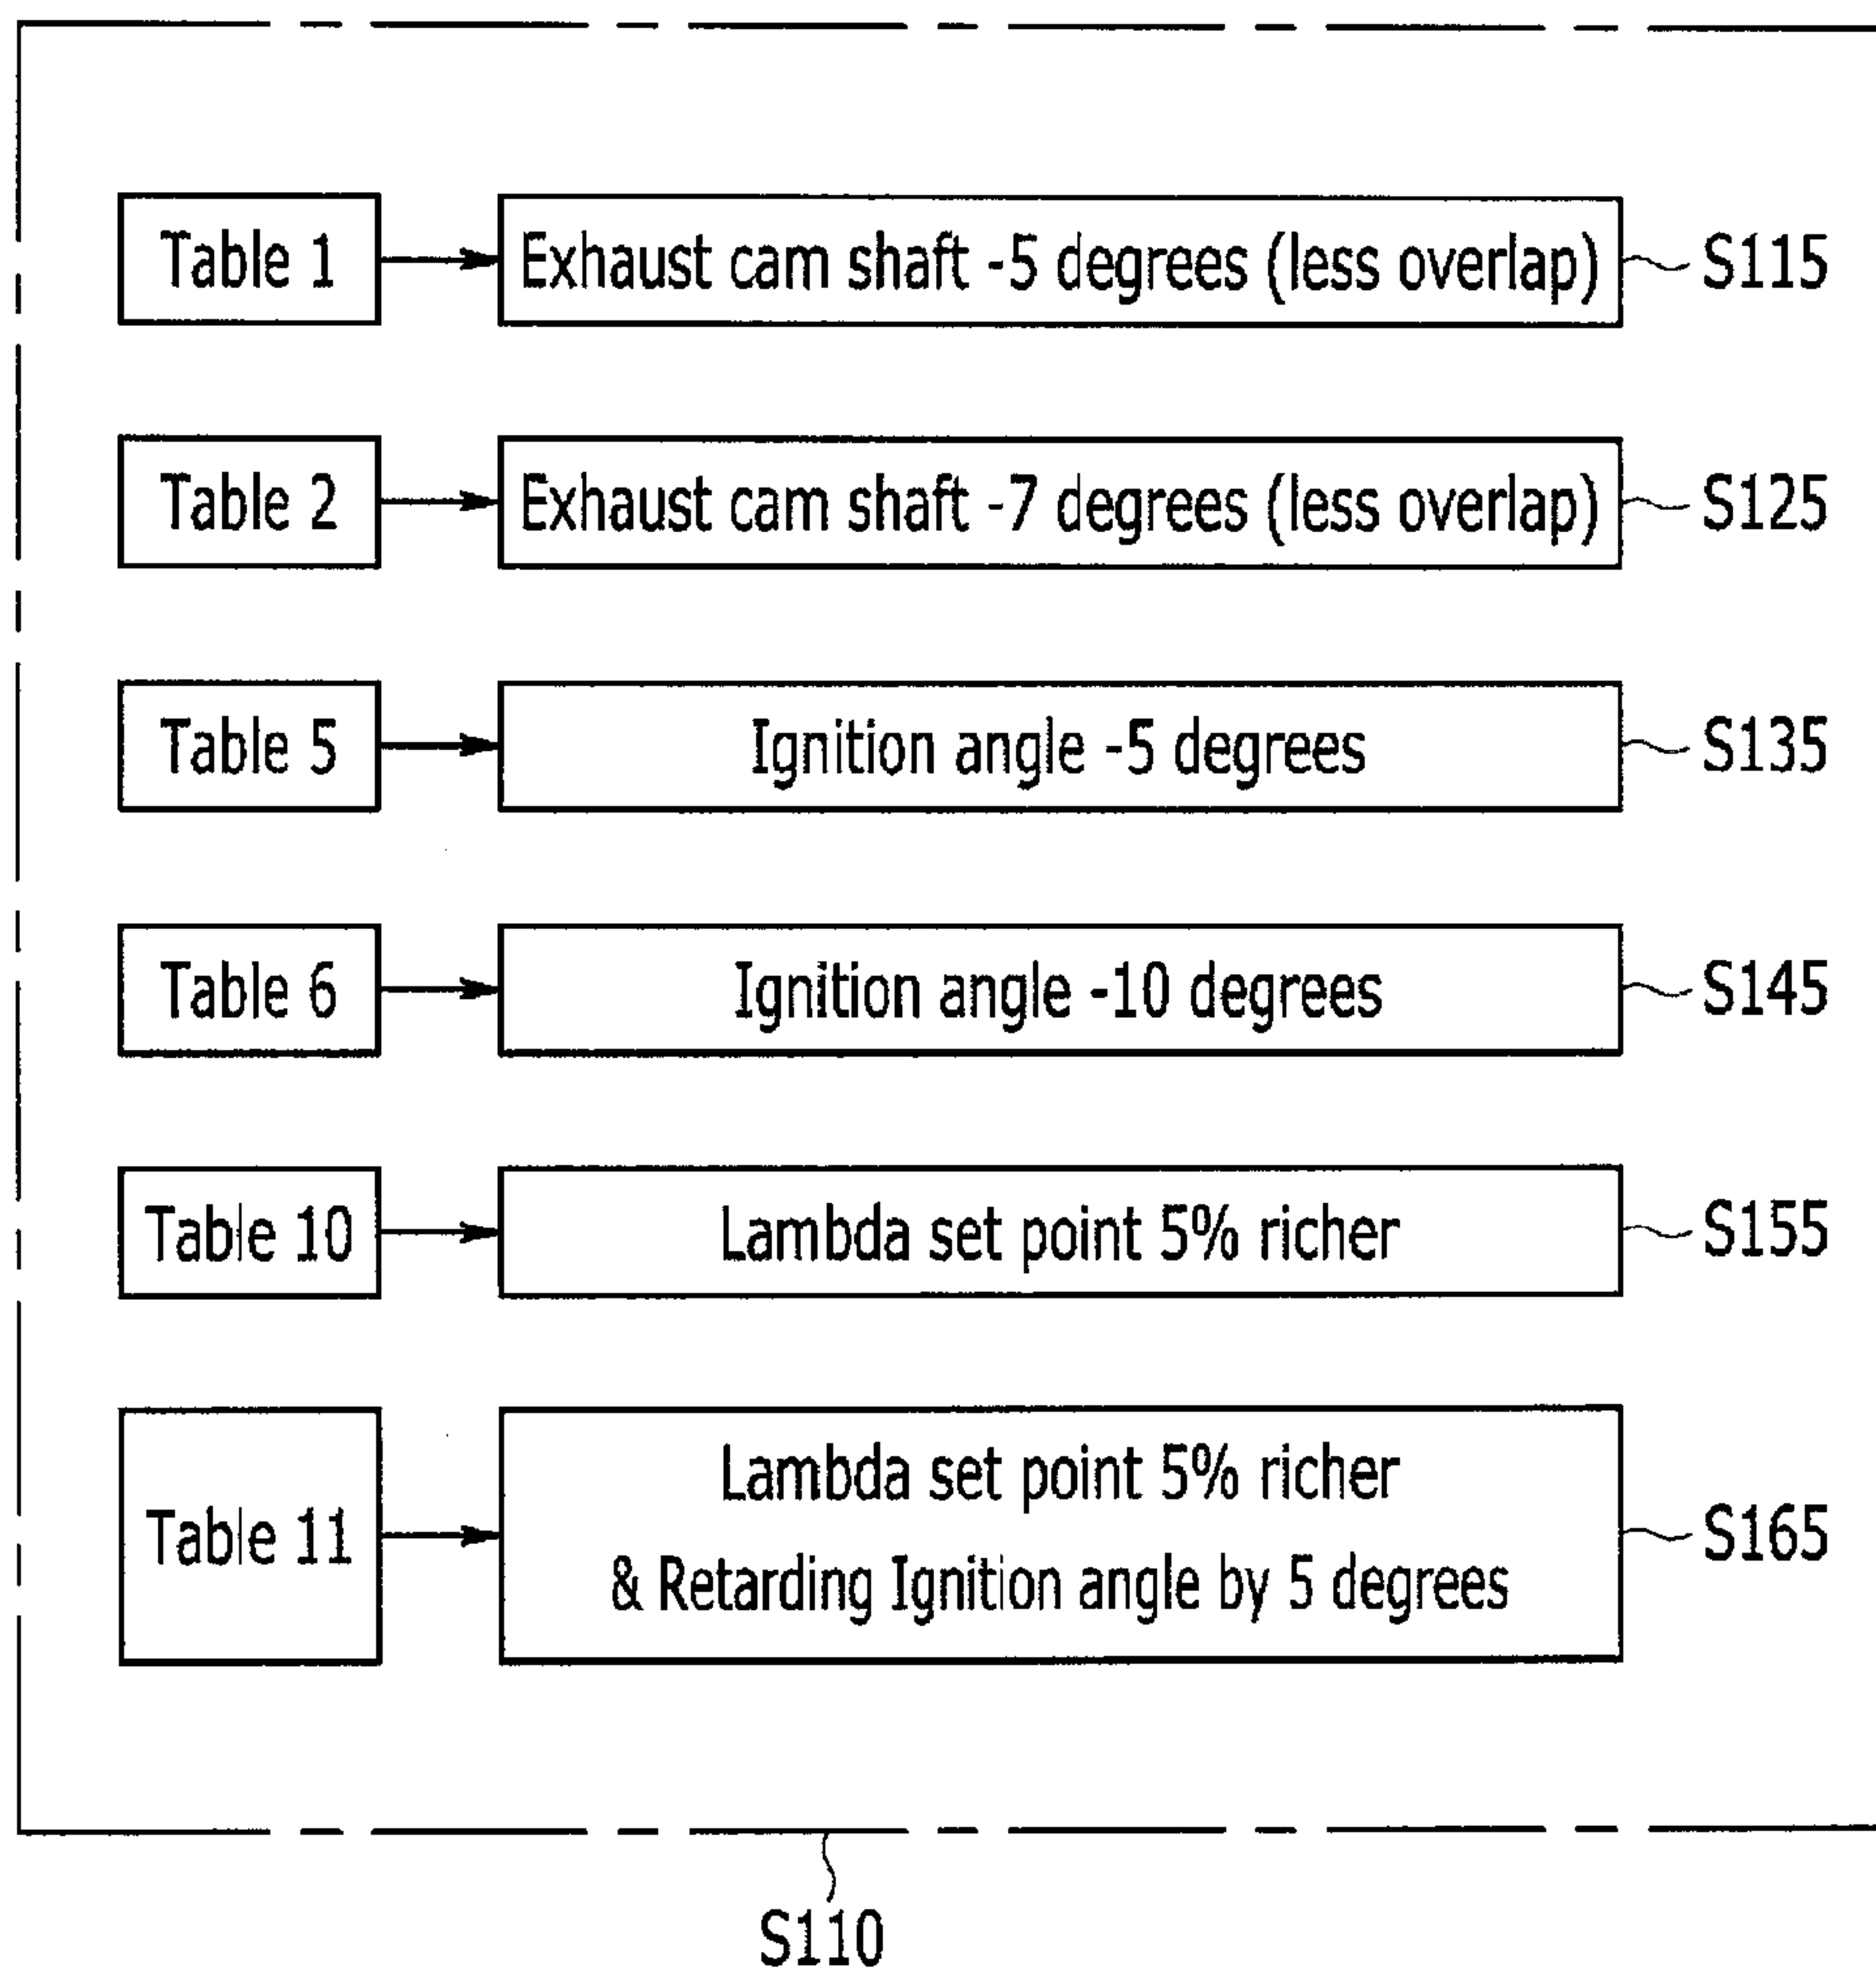 Table 1 Exhaust cam shaft -5 degrees (less overlap) S115
Table 2 Exhaust cam shaft -7 degrees (less overlap) S125
Table 5 Ignition angle -5 degrees S135
Table 6 Ignition angle -10 degrees S145
Table 10 Lambda set point 5% richer S155
Table 11 Lambda set point 5% richer
& Retarding Ignition angle by 5 degrees S165
S110